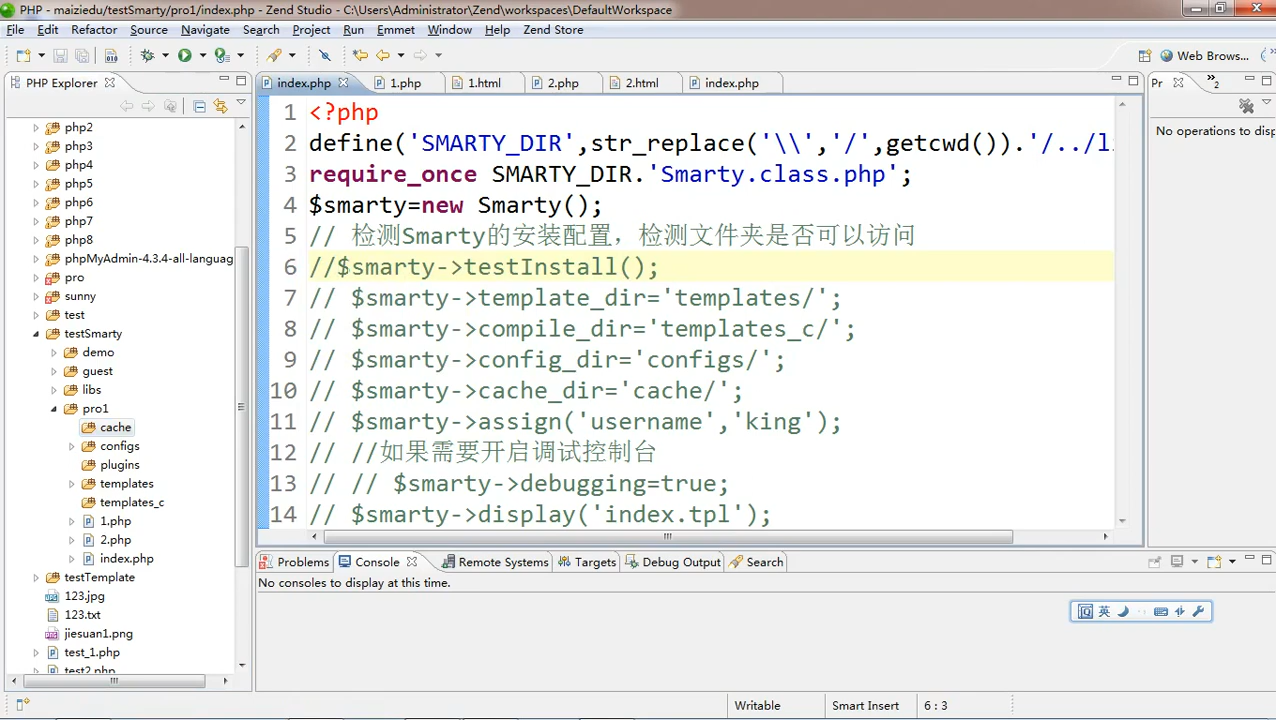 PHP - maiziedu/testSmarty/pro1/index.php - Zend Studio - C:\Users\Administrator\Zend\workspaces\DefaultWorkspace
File Edit Refactor Source Navigate Search Project Run Emmet Window Help Zend Store
Web Brows...
PHP Explorer
index.php 1.php 1.html 2.php 2.html index.php
Pr
»2
No operations to disp
php2
php3
php4
php5
php6
php7
php8
phpMyAdmin-4.3.4-all-languag
pro
sunny
test
testSmarty
demo
guest
libs
pro1
cache
configs
plugins
templates
templates_c
1.php
2.php
index.php
testTemplate
123.jpg
123.txt
jiesuan1.png
test_1.php
test2.php
1 <?php
2 define('SMARTY_DIR',str_replace('\\','/',getcwd()).'/../l
3 require_once SMARTY_DIR.'Smarty.class.php';
4 $smarty=new Smarty();
5 // 检测Smarty的安装配置，检测文件夹是否可以访问
6 //$smarty->testInstall();
7 // $smarty->template_dir='templates/';
8 // $smarty->compile_dir='templates_c/';
9 // $smarty->config_dir='configs/';
10 // $smarty->cache_dir='cache/';
11 // $smarty->assign('username','king');
12 // //如果需要开启调试控制台
13 // // $smarty->debugging=true;
14 // $smarty->display('index.tpl');
Problems Console Remote Systems Targets Debug Output Search
No consoles to display at this time.
英
Writable Smart Insert 6 : 3